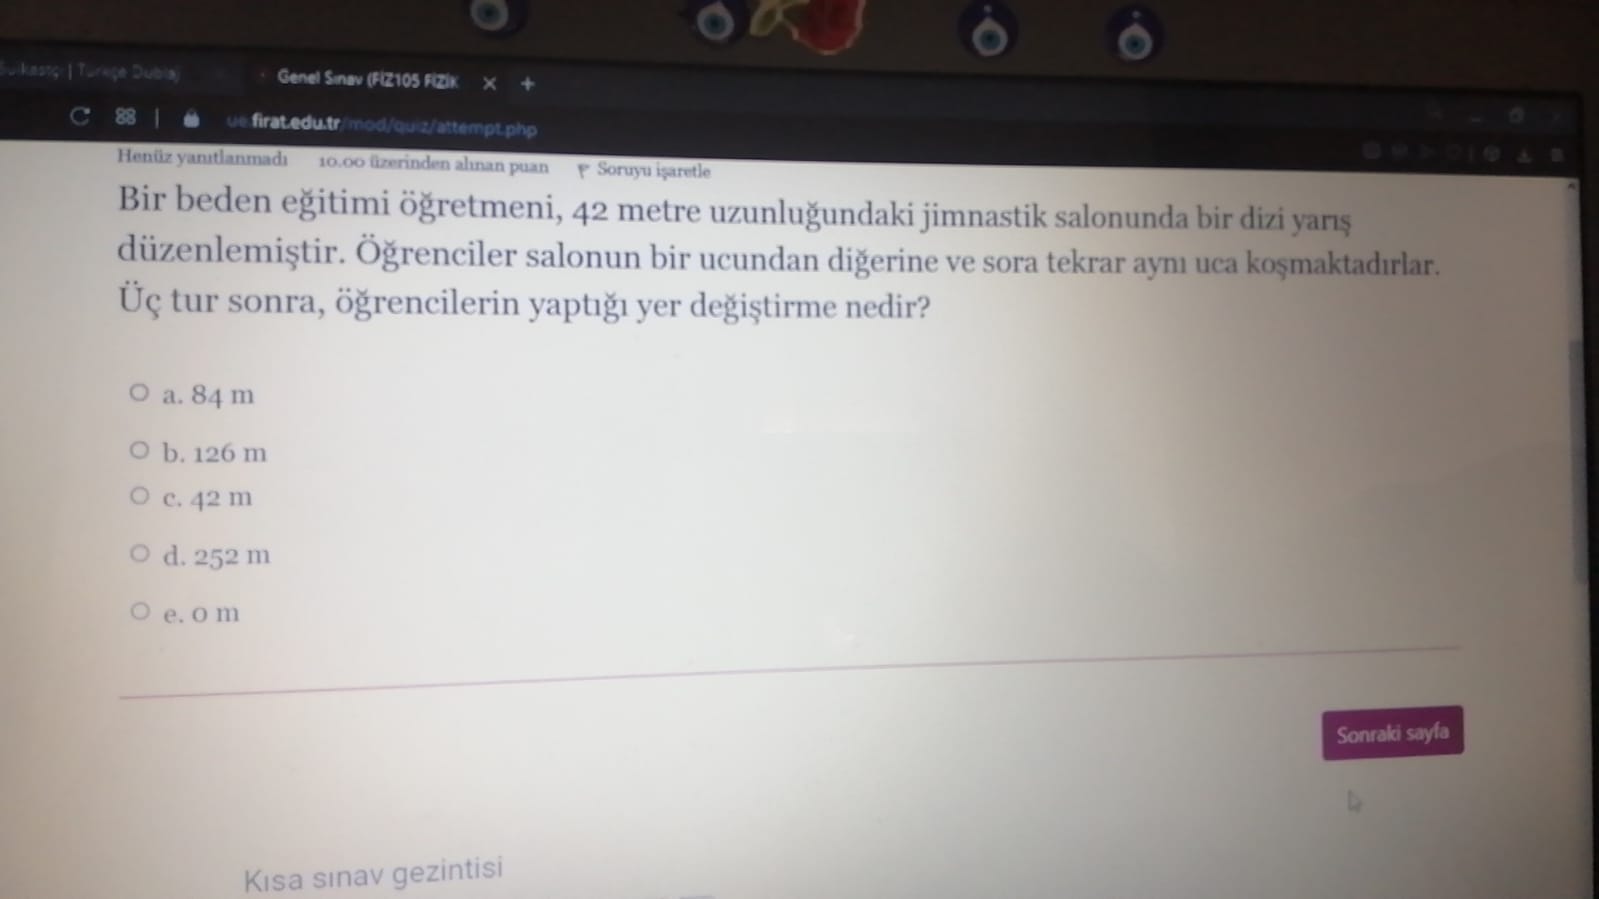 Genel Sınav (FİZ105 FİZİK
88
ue.firat.edu.tr/mod/quiz/attempt.php
Henüz yanıtlanmadı 10.00 üzerinden alınan puan Soruyu işaretle
Bir beden eğitimi öğretmeni, 42 metre uzunluğundaki jimnastik salonunda bir dizi yarış
düzenlemiştir. Öğrenciler salonun bir ucundan diğerine ve sora tekrar aynı uca koşmaktadırlar.
Üç tur sonra, öğrencilerin yaptığı yer değiştirme nedir?
a. 84 m
b. 126 m
c. 42 m
d. 252 m
e. 0 m
Sonraki sayfa
Kısa sınav gezintisi